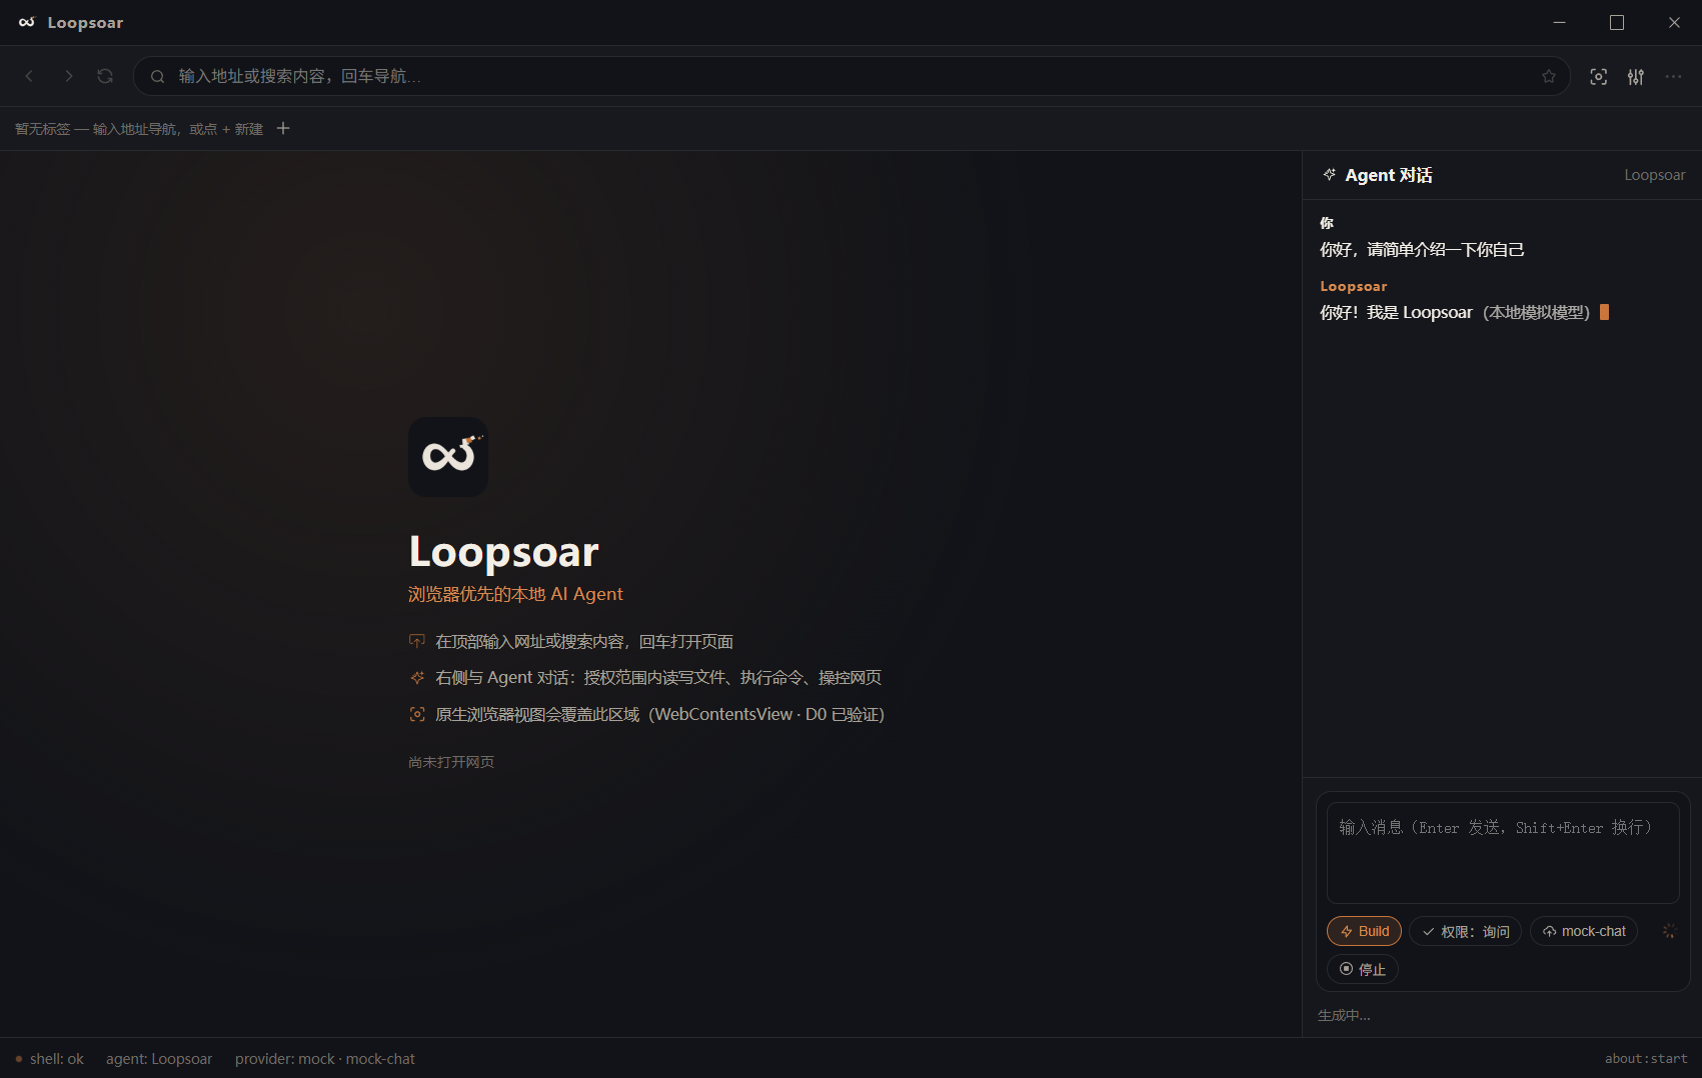 Loopsoar
输入地址或搜索内容，回车导航...
暂无标签 — 输入地址导航，或点 + 新建
Loopsoar
浏览器优先的本地 AI Agent
在顶部输入网址或搜索内容，回车打开页面
右侧与 Agent 对话：授权范围内读写文件、执行命令、操控网页
原生浏览器视图会覆盖此区域（WebContentsView · D0 已验证）
尚未打开网页
Agent 对话 Loopsoar
你
你好，请简单介绍一下你自己
Loopsoar
你好！我是 Loopsoar（本地模拟模型）
输入消息（Enter 发送，Shift+Enter 换行）
Build 权限：询问 mock-chat
停止
生成中...
shell: ok agent: Loopsoar provider: mock · mock-chat about:start